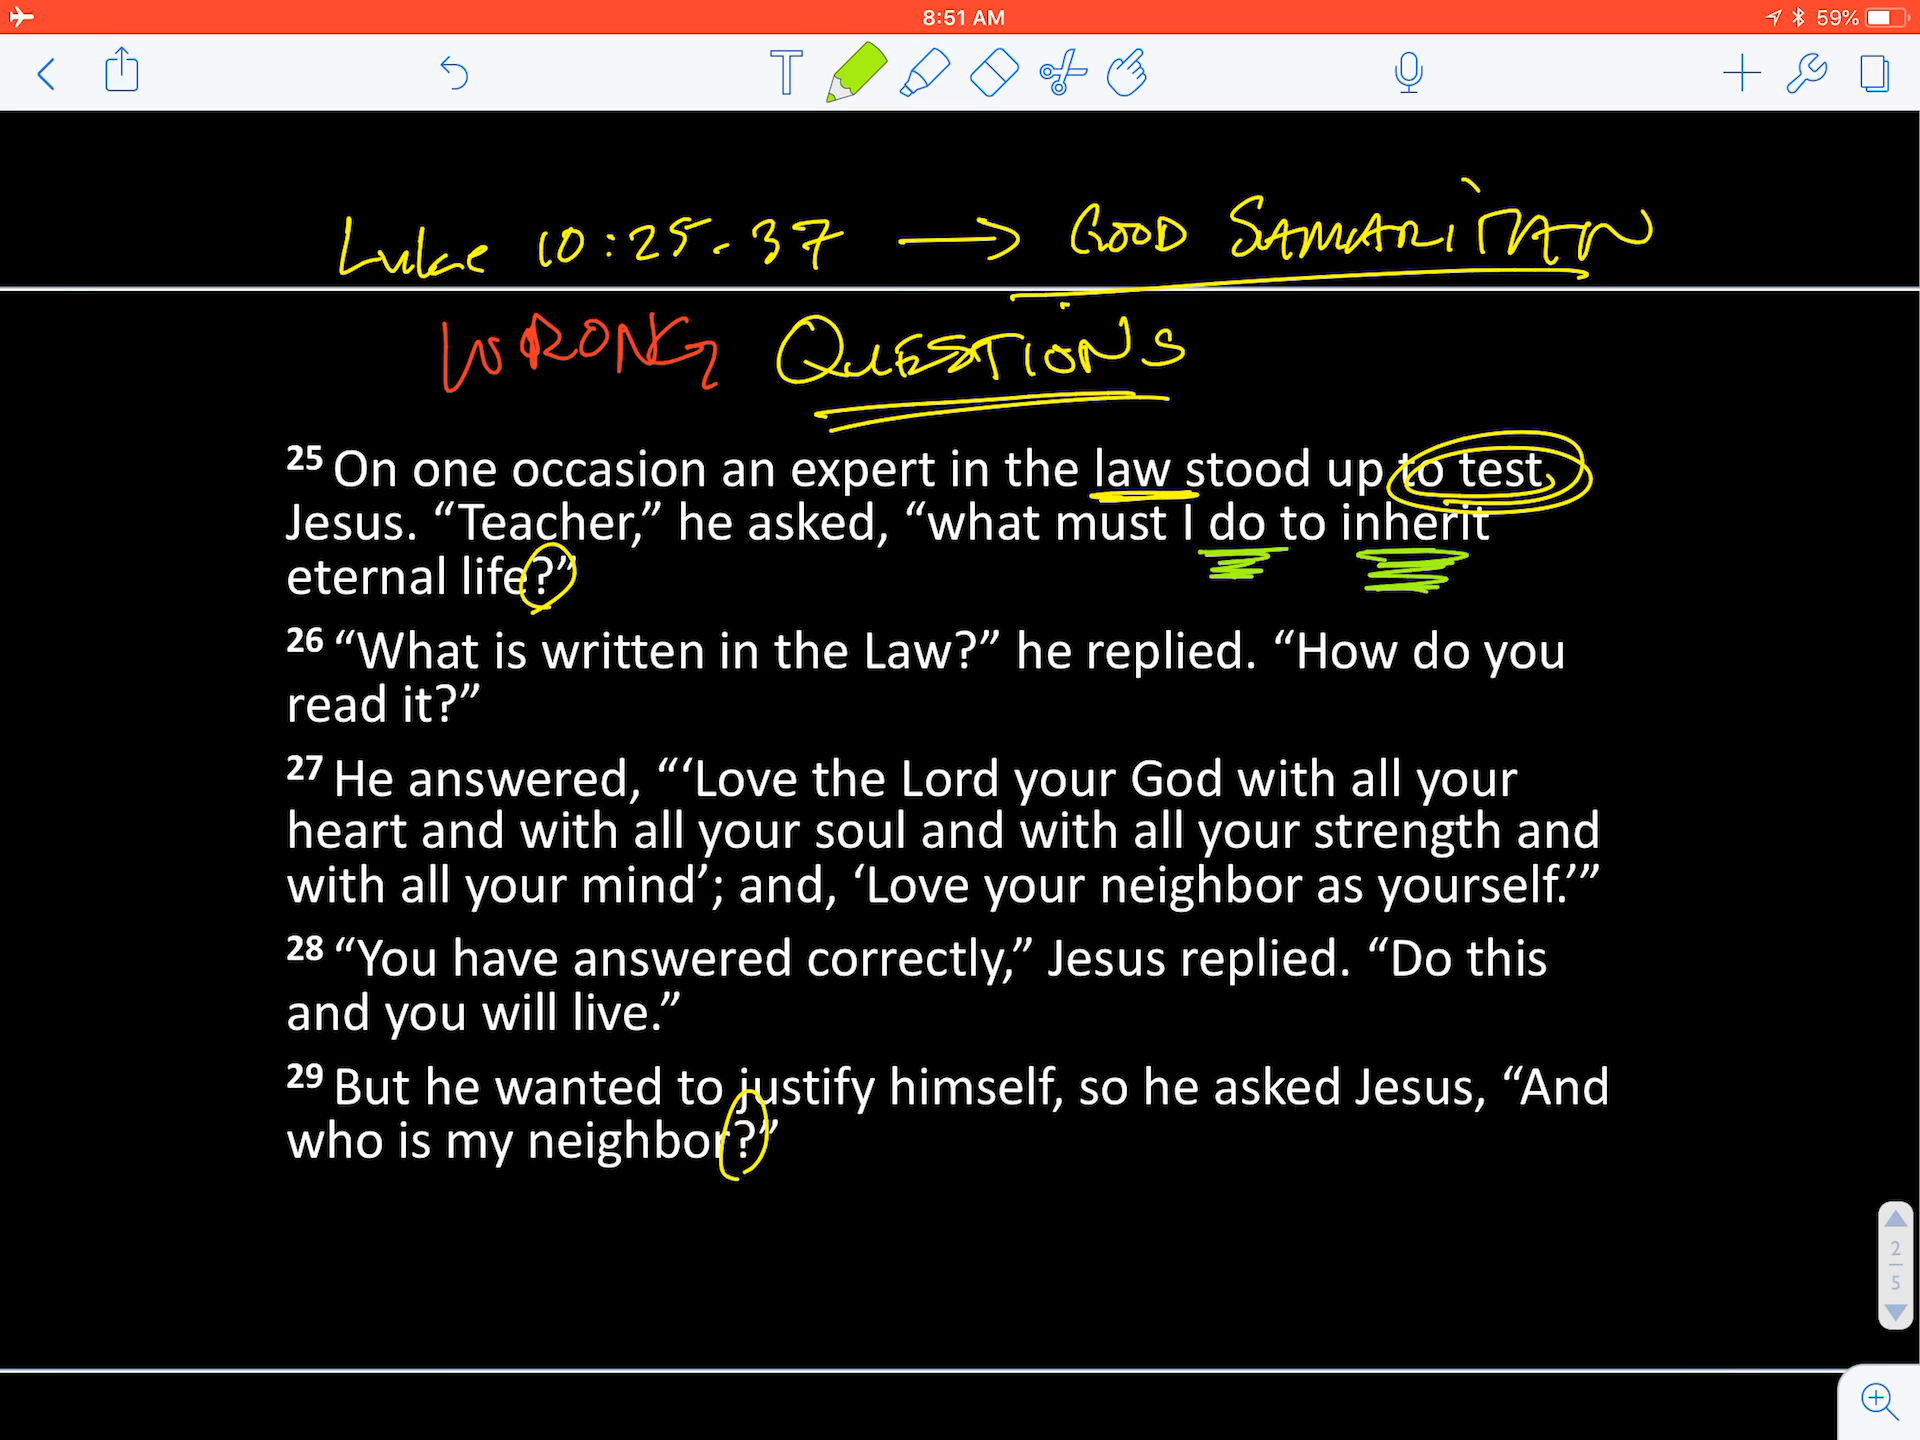 8:51 AM
59%
T
Luke 10:25-37 → GOOD SAMARITAN
WRONG QUESTIONS
25 On one occasion an expert in the law stood up to test
Jesus. “Teacher,” he asked, “what must I do to inherit
eternal life?”
26 “What is written in the Law?” he replied. “How do you
read it?”
27 He answered, “‘Love the Lord your God with all your
heart and with all your soul and with all your strength and
with all your mind’; and, ‘Love your neighbor as yourself.’”
28 “You have answered correctly,” Jesus replied. “Do this
and you will live.”
29 But he wanted to justify himself, so he asked Jesus, “And
who is my neighbor?”
2
5